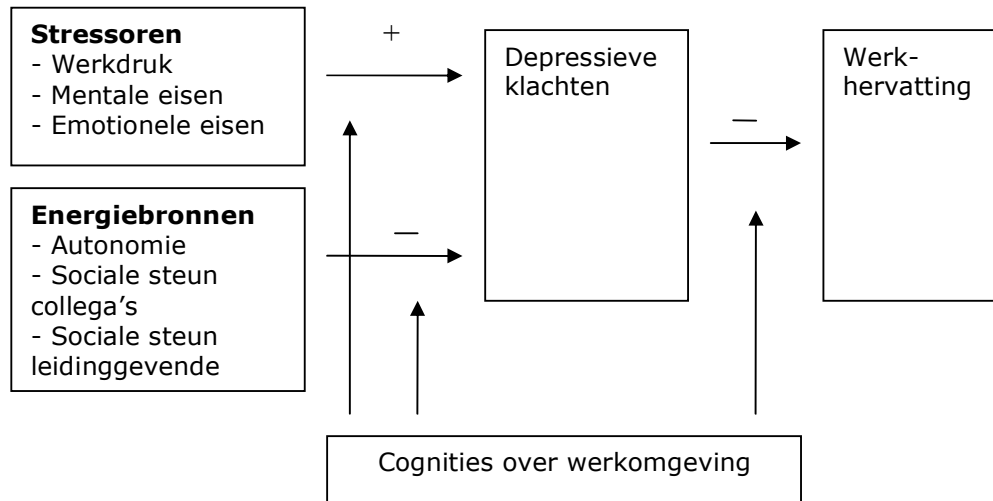 Stressoren
- Werkdruk
- Mentale eisen
- Emotionele eisen
+
Depressieve
klachten
—
Werk-
hervatting
Energiebronnen
- Autonomie
- Sociale steun
collega's
- Sociale steun
leidinggevende
—
Cognities over werkomgeving